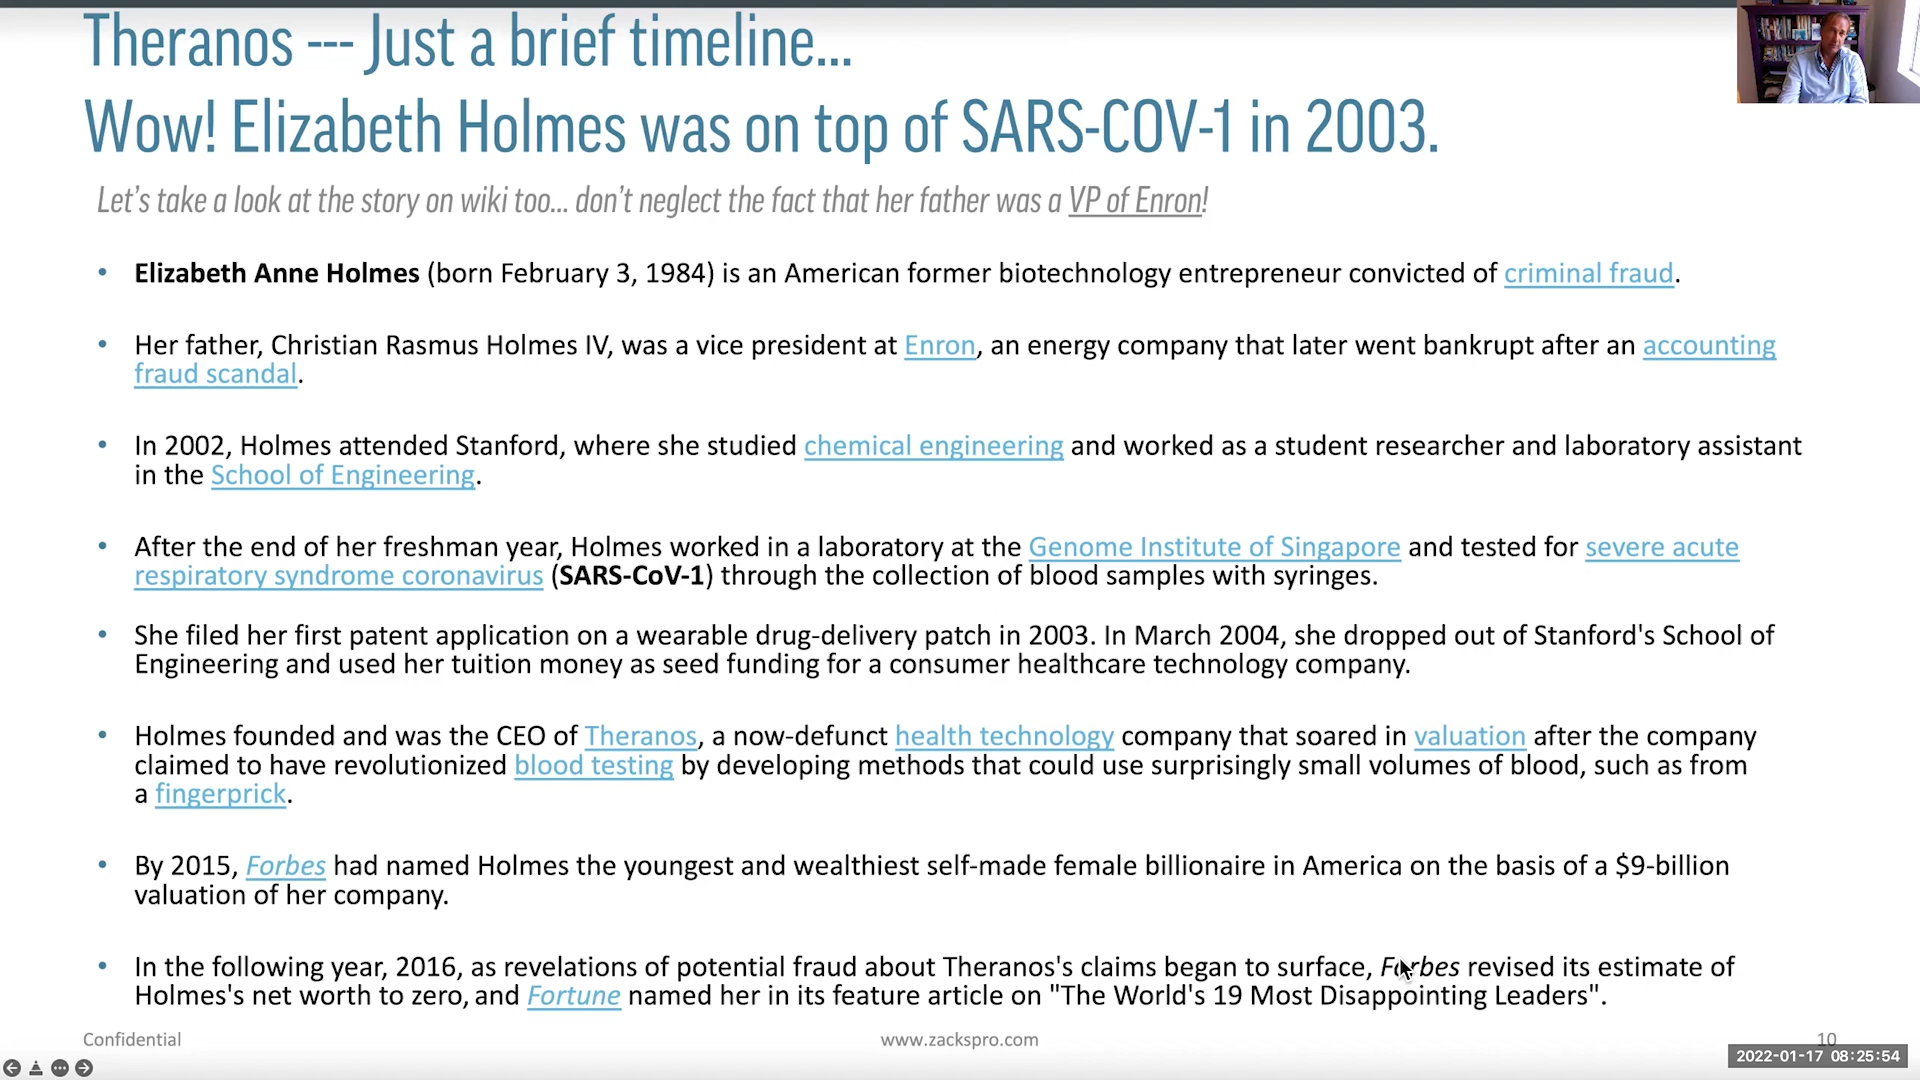 Theranos --- Just a brief timeline...
Wow! Elizabeth Holmes was on top of SARS-COV-1 in 2003.
Let's take a look at the story on wiki too... don't neglect the fact that her father was a VP of Enron!
• Elizabeth Anne Holmes (born February 3, 1984) is an American former biotechnology entrepreneur convicted of criminal fraud.
• Her father, Christian Rasmus Holmes IV, was a vice president at Enron, an energy company that later went bankrupt after an accounting
fraud scandal.
• In 2002, Holmes attended Stanford, where she studied chemical engineering and worked as a student researcher and laboratory assistant
in the School of Engineering.
• After the end of her freshman year, Holmes worked in a laboratory at the Genome Institute of Singapore and tested for severe acute
respiratory syndrome coronavirus (SARS-CoV-1) through the collection of blood samples with syringes.
• She filed her first patent application on a wearable drug-delivery patch in 2003. In March 2004, she dropped out of Stanford's School of
Engineering and used her tuition money as seed funding for a consumer healthcare technology company.
• Holmes founded and was the CEO of Theranos, a now-defunct health technology company that soared in valuation after the company
claimed to have revolutionized blood testing by developing methods that could use surprisingly small volumes of blood, such as from
a fingerprick.
• By 2015, Forbes had named Holmes the youngest and wealthiest self-made female billionaire in America on the basis of a $9-billion
valuation of her company.
• In the following year, 2016, as revelations of potential fraud about Theranos's claims began to surface, Forbes revised its estimate of
Holmes's net worth to zero, and Fortune named her in its feature article on "The World's 19 Most Disappointing Leaders".
Confidential
www.zackspro.com
10
2022-01-17 08:25:54